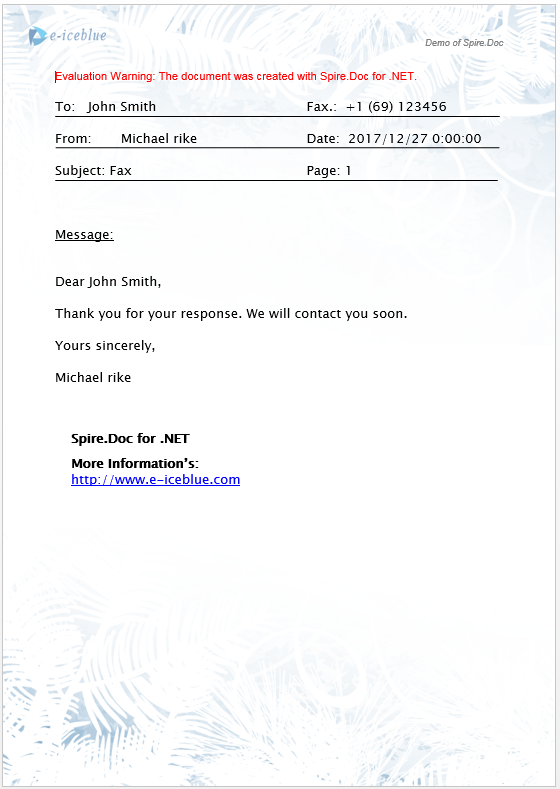 e-iceblue
Demo of Spire.Doc
Evaluation Warning: The document was created with Spire.Doc for .NET.
To: John Smith Fax.: +1 (69) 123456
From: Michael rike Date: 2017/12/27 0:00:00
Subject: Fax Page: 1
Message:
Dear John Smith,
Thank you for your response. We will contact you soon.
Yours sincerely,
Michael rike
Spire.Doc for .NET
More Information’s:
http://www.e-iceblue.com